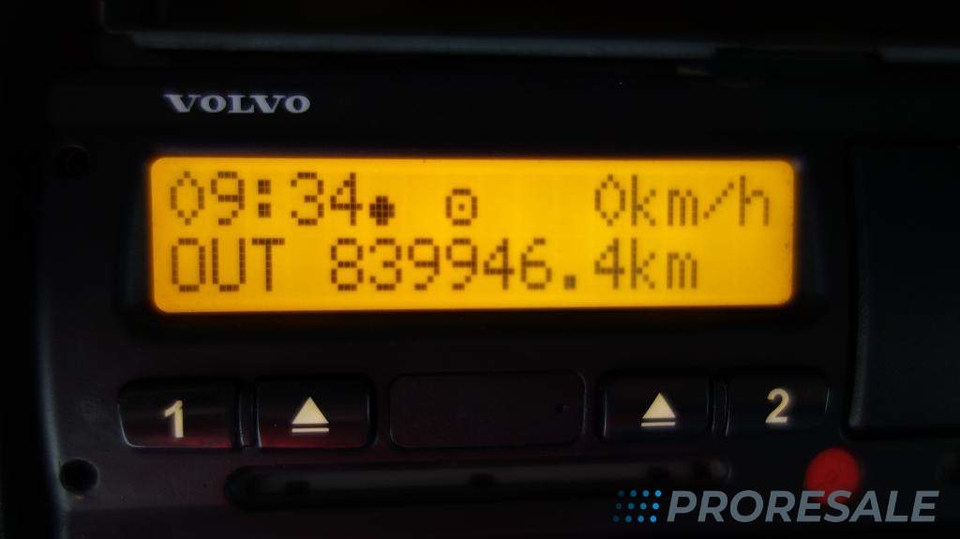 VOLVO
09:34 0km/h
OUT 839946.4km
1 2
PRORESALE